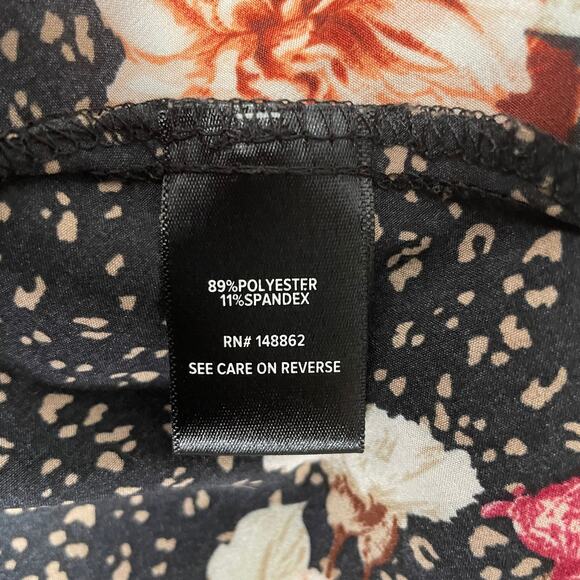 89%POLYESTER
11%SPANDEX
RN# 148862
SEE CARE ON REVERSE